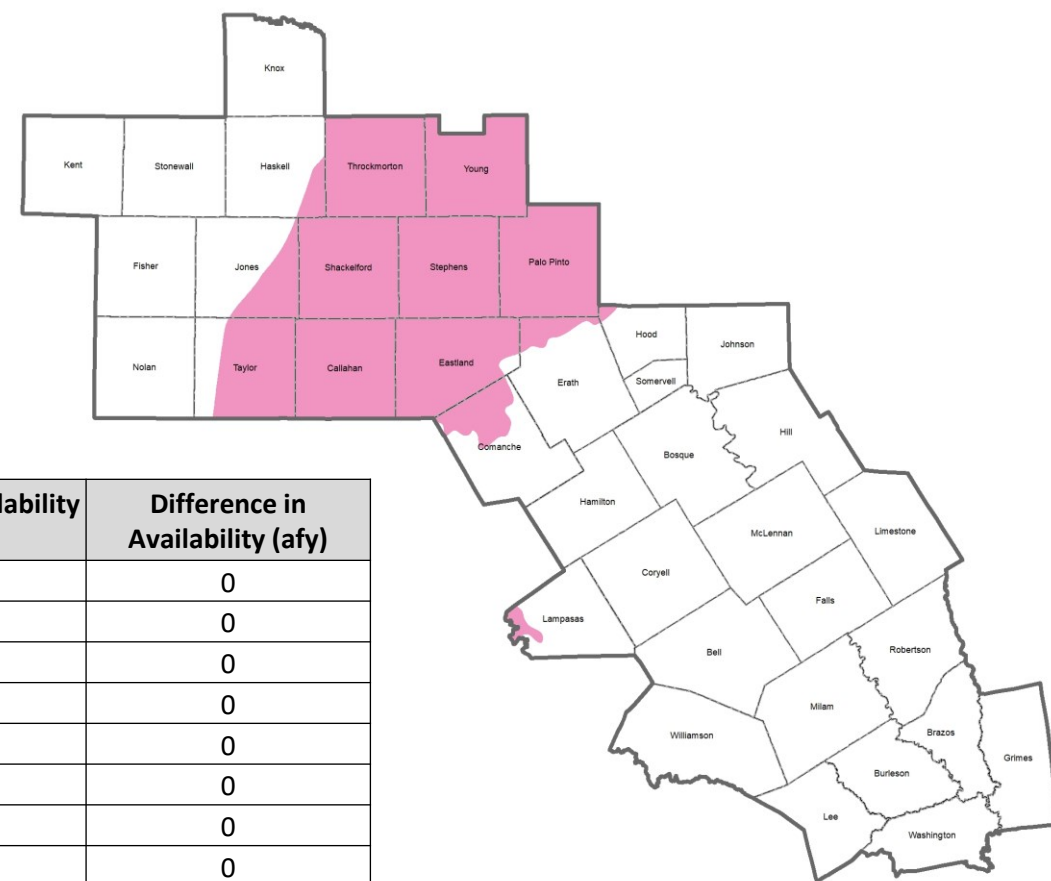 Knox
Kent
Stonewall
Haskell
Throckmorton
Young
Fisher
Jones
Shackelford
Stephens
Palo Pinto
Nolan
Taylor
Callahan
Eastland
Erath
Hood
Johnson
Somervell
Comanche
Bosque
Hill
Hamilton
McLennan
Limestone
Coryell
Lampasas
Falls
Bell
Robertson
Milam
Williamson
Brazos
Grimes
Burleson
Lee
Washington
Difference in
Availability (afy)
0
0
0
0
0
0
0
0